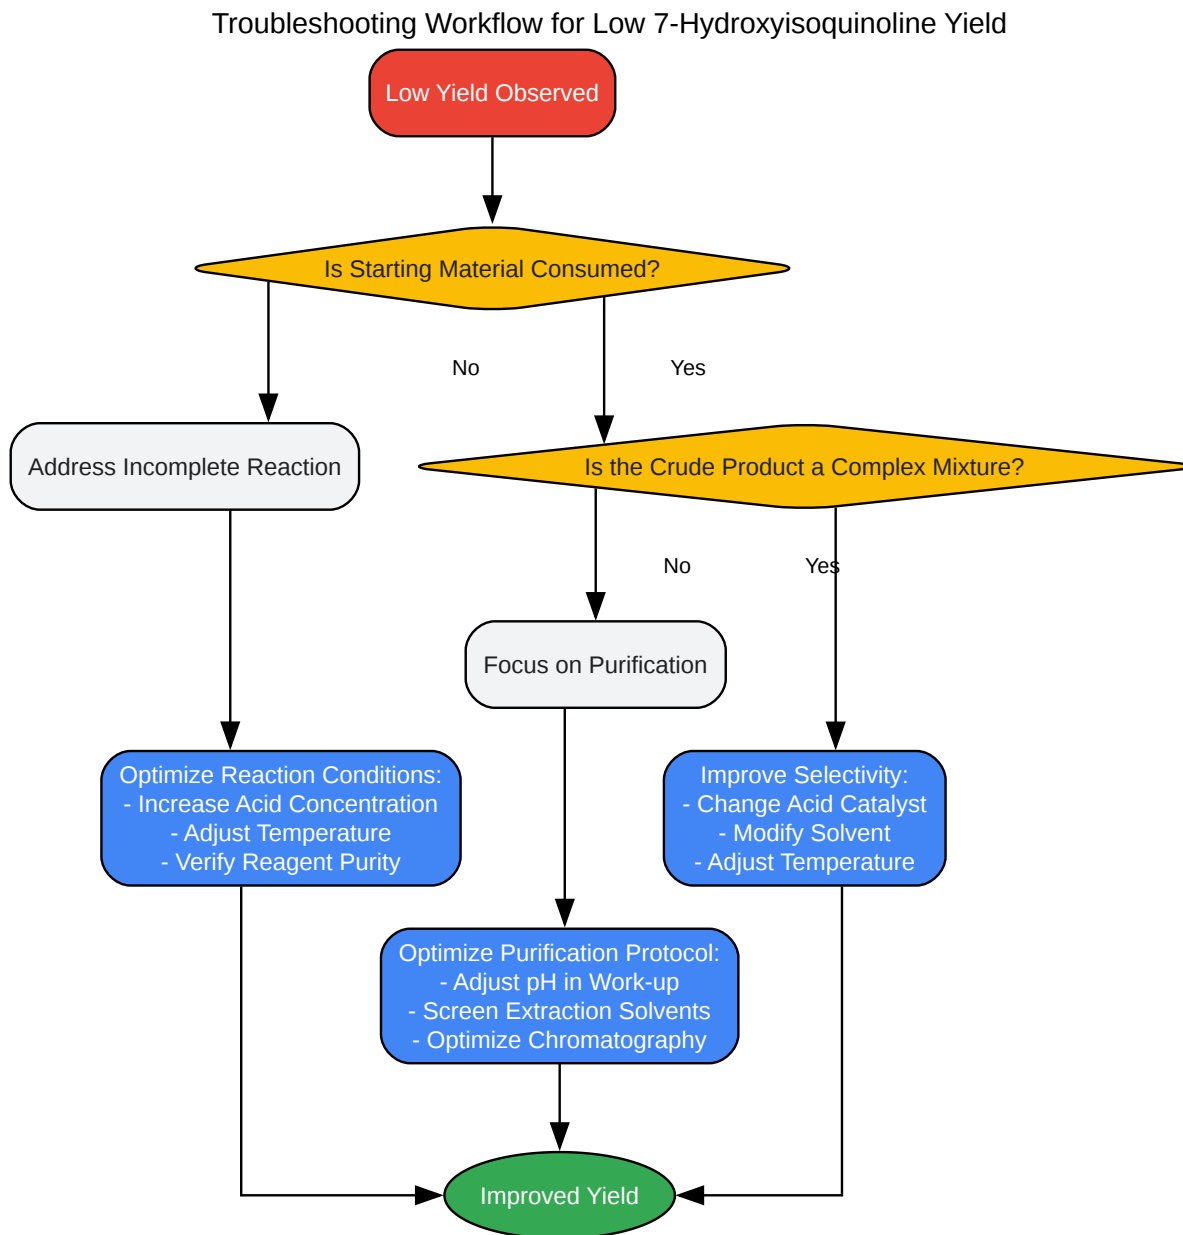 Troubleshooting Workflow for Low 7-Hydroxyisoquinoline Yield
Low Yield Observed
Is Starting Material Consumed?
No
Yes
Address Incomplete Reaction
Is the Crude Product a Complex Mixture?
No
Yes
Focus on Purification
Optimize Reaction Conditions:
- Increase Acid Concentration
- Adjust Temperature
- Verify Reagent Purity
Improve Selectivity:
- Change Acid Catalyst
- Modify Solvent
- Adjust Temperature
Optimize Purification Protocol:
- Adjust pH in Work-up
- Screen Extraction Solvents
- Optimize Chromatography
Improved Yield